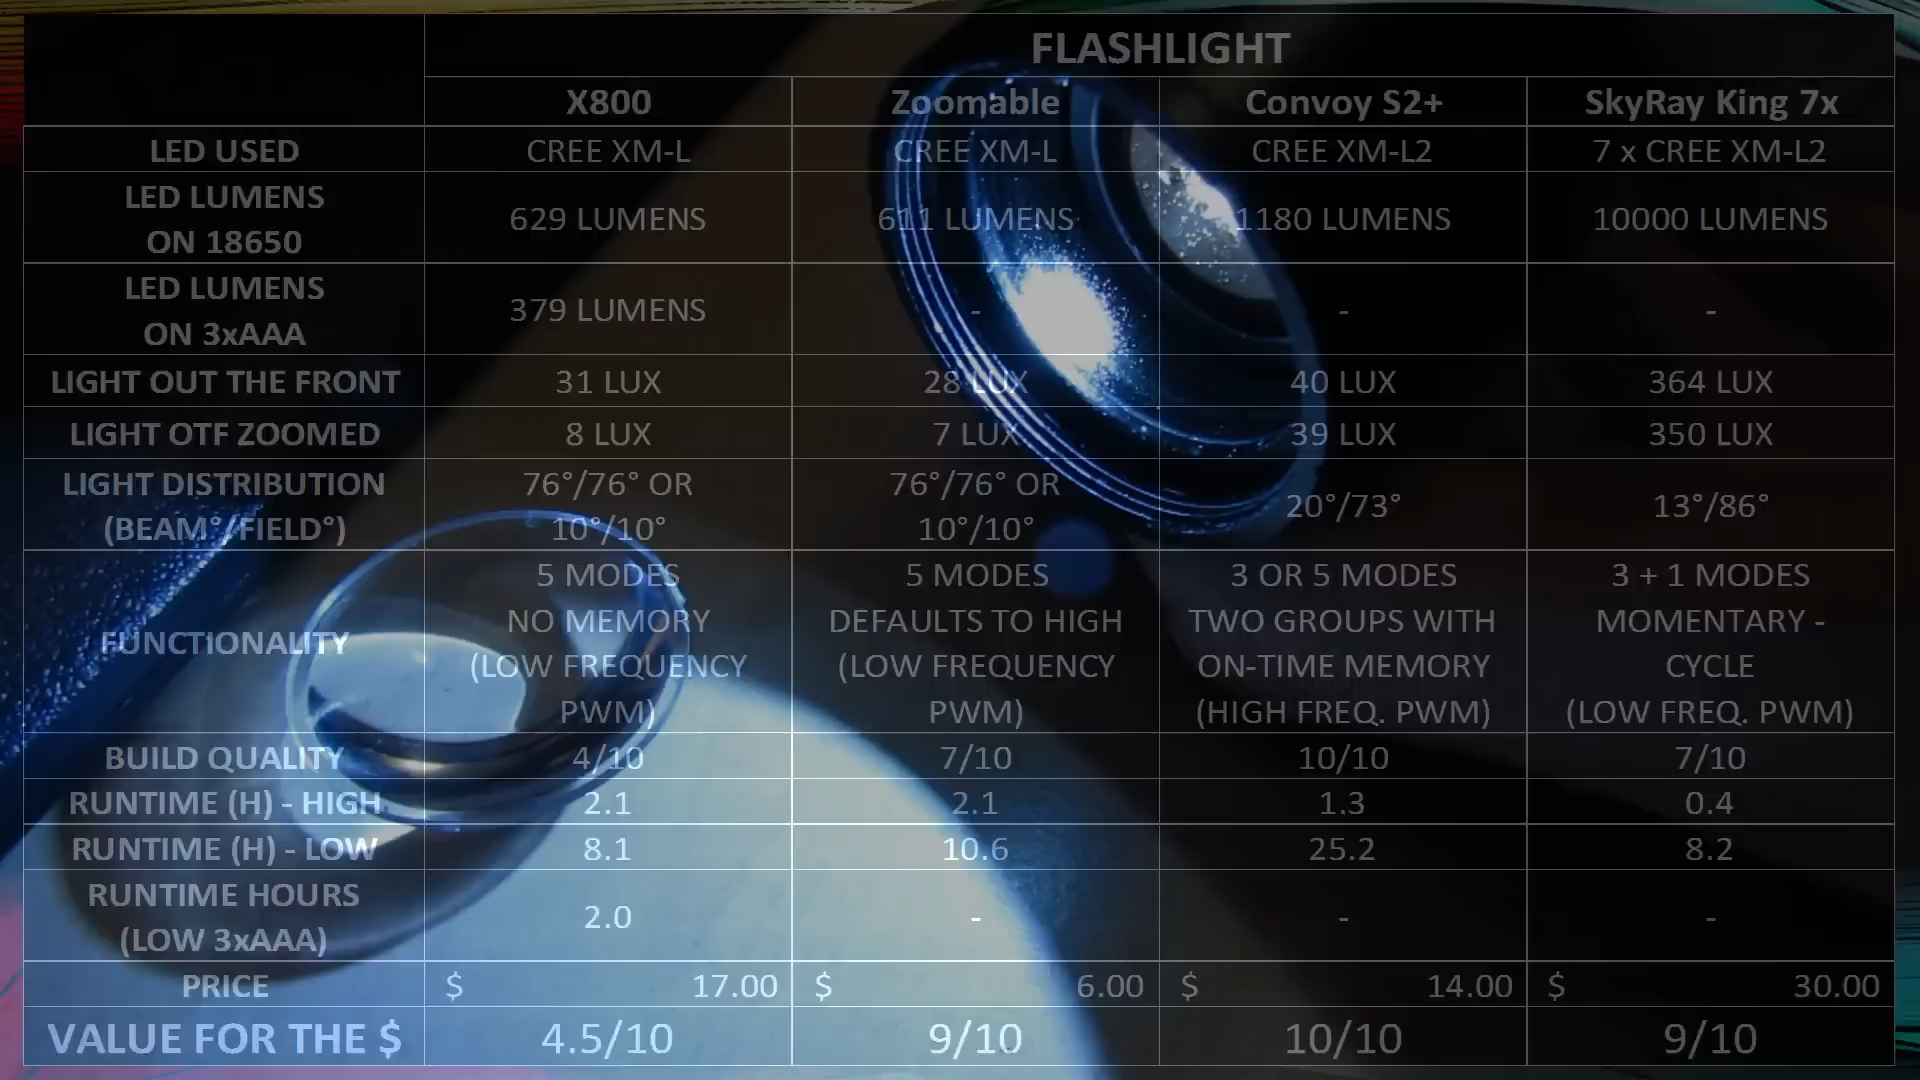 FLASHLIGHT
X800 Zoomable Convoy S2+ SkyRay King 7x
LED USED CREE XM-L CREE XM-L CREE XM-L2 7 x CREE XM-L2
LED LUMENS
ON 18650 629 LUMENS 611 LUMENS 1180 LUMENS 10000 LUMENS
LED LUMENS
ON 3xAAA 379 LUMENS - - -
LIGHT OUT THE FRONT 31 LUX 28 LUX 40 LUX 364 LUX
LIGHT OTF ZOOMED 8 LUX 7 LUX 39 LUX 350 LUX
LIGHT DISTRIBUTION
(BEAM°/FIELD°)
76°/76° OR
10°/10°
76°/76° OR
10°/10°
20°/73°
13°/86°
FUNCTIONALITY
5 MODES
NO MEMORY
(LOW FREQUENCY
PWM)
5 MODES
DEFAULTS TO HIGH
(LOW FREQUENCY
PWM)
3 OR 5 MODES
TWO GROUPS WITH
ON-TIME MEMORY
(HIGH FREQ. PWM)
3 + 1 MODES
MOMENTARY -
CYCLE
(LOW FREQ. PWM)
BUILD QUALITY 4/10 7/10 10/10 7/10
RUNTIME (H) - HIGH 2.1 2.1 1.3 0.4
RUNTIME (H) - LOW 8.1 10.6 25.2 8.2
RUNTIME HOURS
(LOW 3xAAA) 2.0 - - -
PRICE $ 17.00 $ 6.00 $ 14.00 $ 30.00
VALUE FOR THE $ 4.5/10 9/10 10/10 9/10